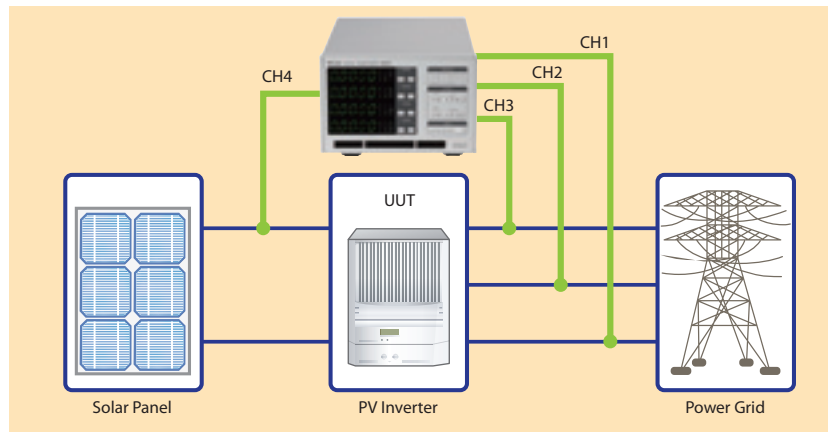 CH1
CH4
CH2
CH3
UUT
Solar Panel
PV Inverter
Power Grid